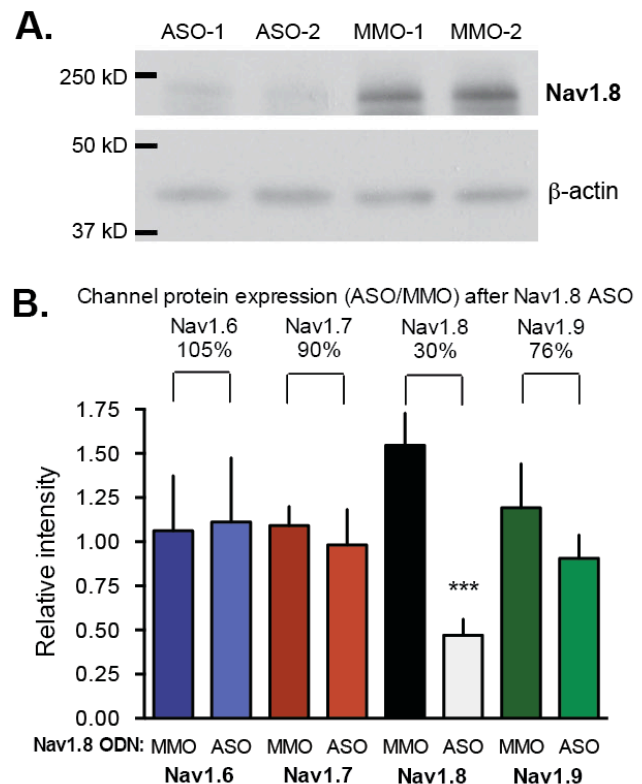 A.
ASO-1 ASO-2 MMO-1 MMO-2
250 kD
Nav1.8
50 kD
β-actin
37 kD
B.
Channel protein expression (ASO/MMO) after Nav1.8 ASO
Nav1.6 Nav1.7 Nav1.8 Nav1.9
105% 90% 30% 76%
Relative intensity
1.75
1.50
1.25
1.00
0.75
0.50
0.25
0.00
***
Nav1.8 ODN: MMO ASO MMO ASO MMO ASO MMO ASO
Nav1.6 Nav1.7 Nav1.8 Nav1.9